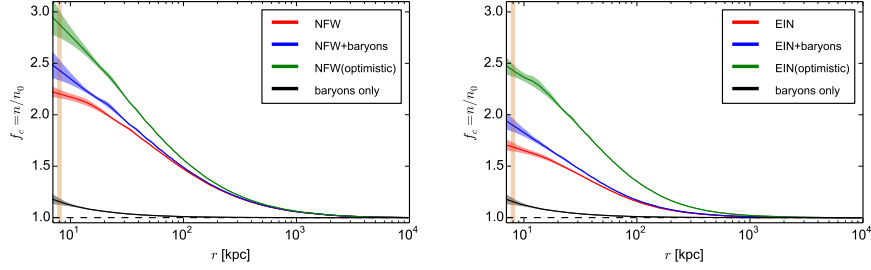 3.0
2.5
2.0
1.5
1.0
f_c = n/n_0
NFW
NFW+baryons
NFW(optimistic)
baryons only
10^1
10^2
10^3
10^4
r [kpc]
3.0
2.5
2.0
1.5
1.0
f_c = n/n_0
EIN
EIN+baryons
EIN(optimistic)
baryons only
10^1
10^2
10^3
10^4
r [kpc]